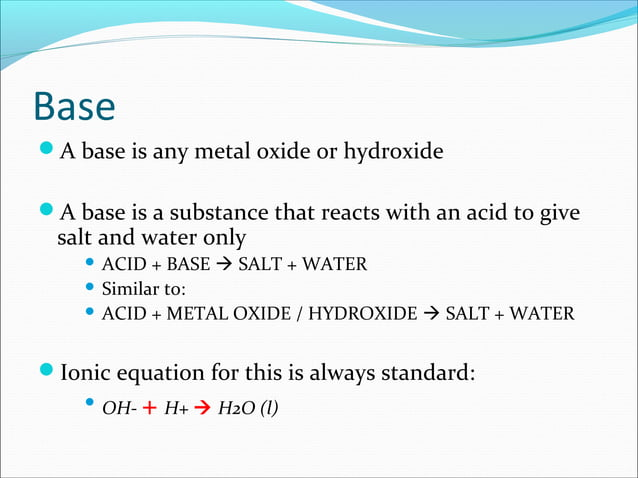 Base
A base is any metal oxide or hydroxide
A base is a substance that reacts with an acid to give
salt and water only
ACID + BASE → SALT + WATER
Similar to:
ACID + METAL OXIDE / HYDROXIDE → SALT + WATER
Ionic equation for this is always standard:
OH- + H+ → H2O (l)